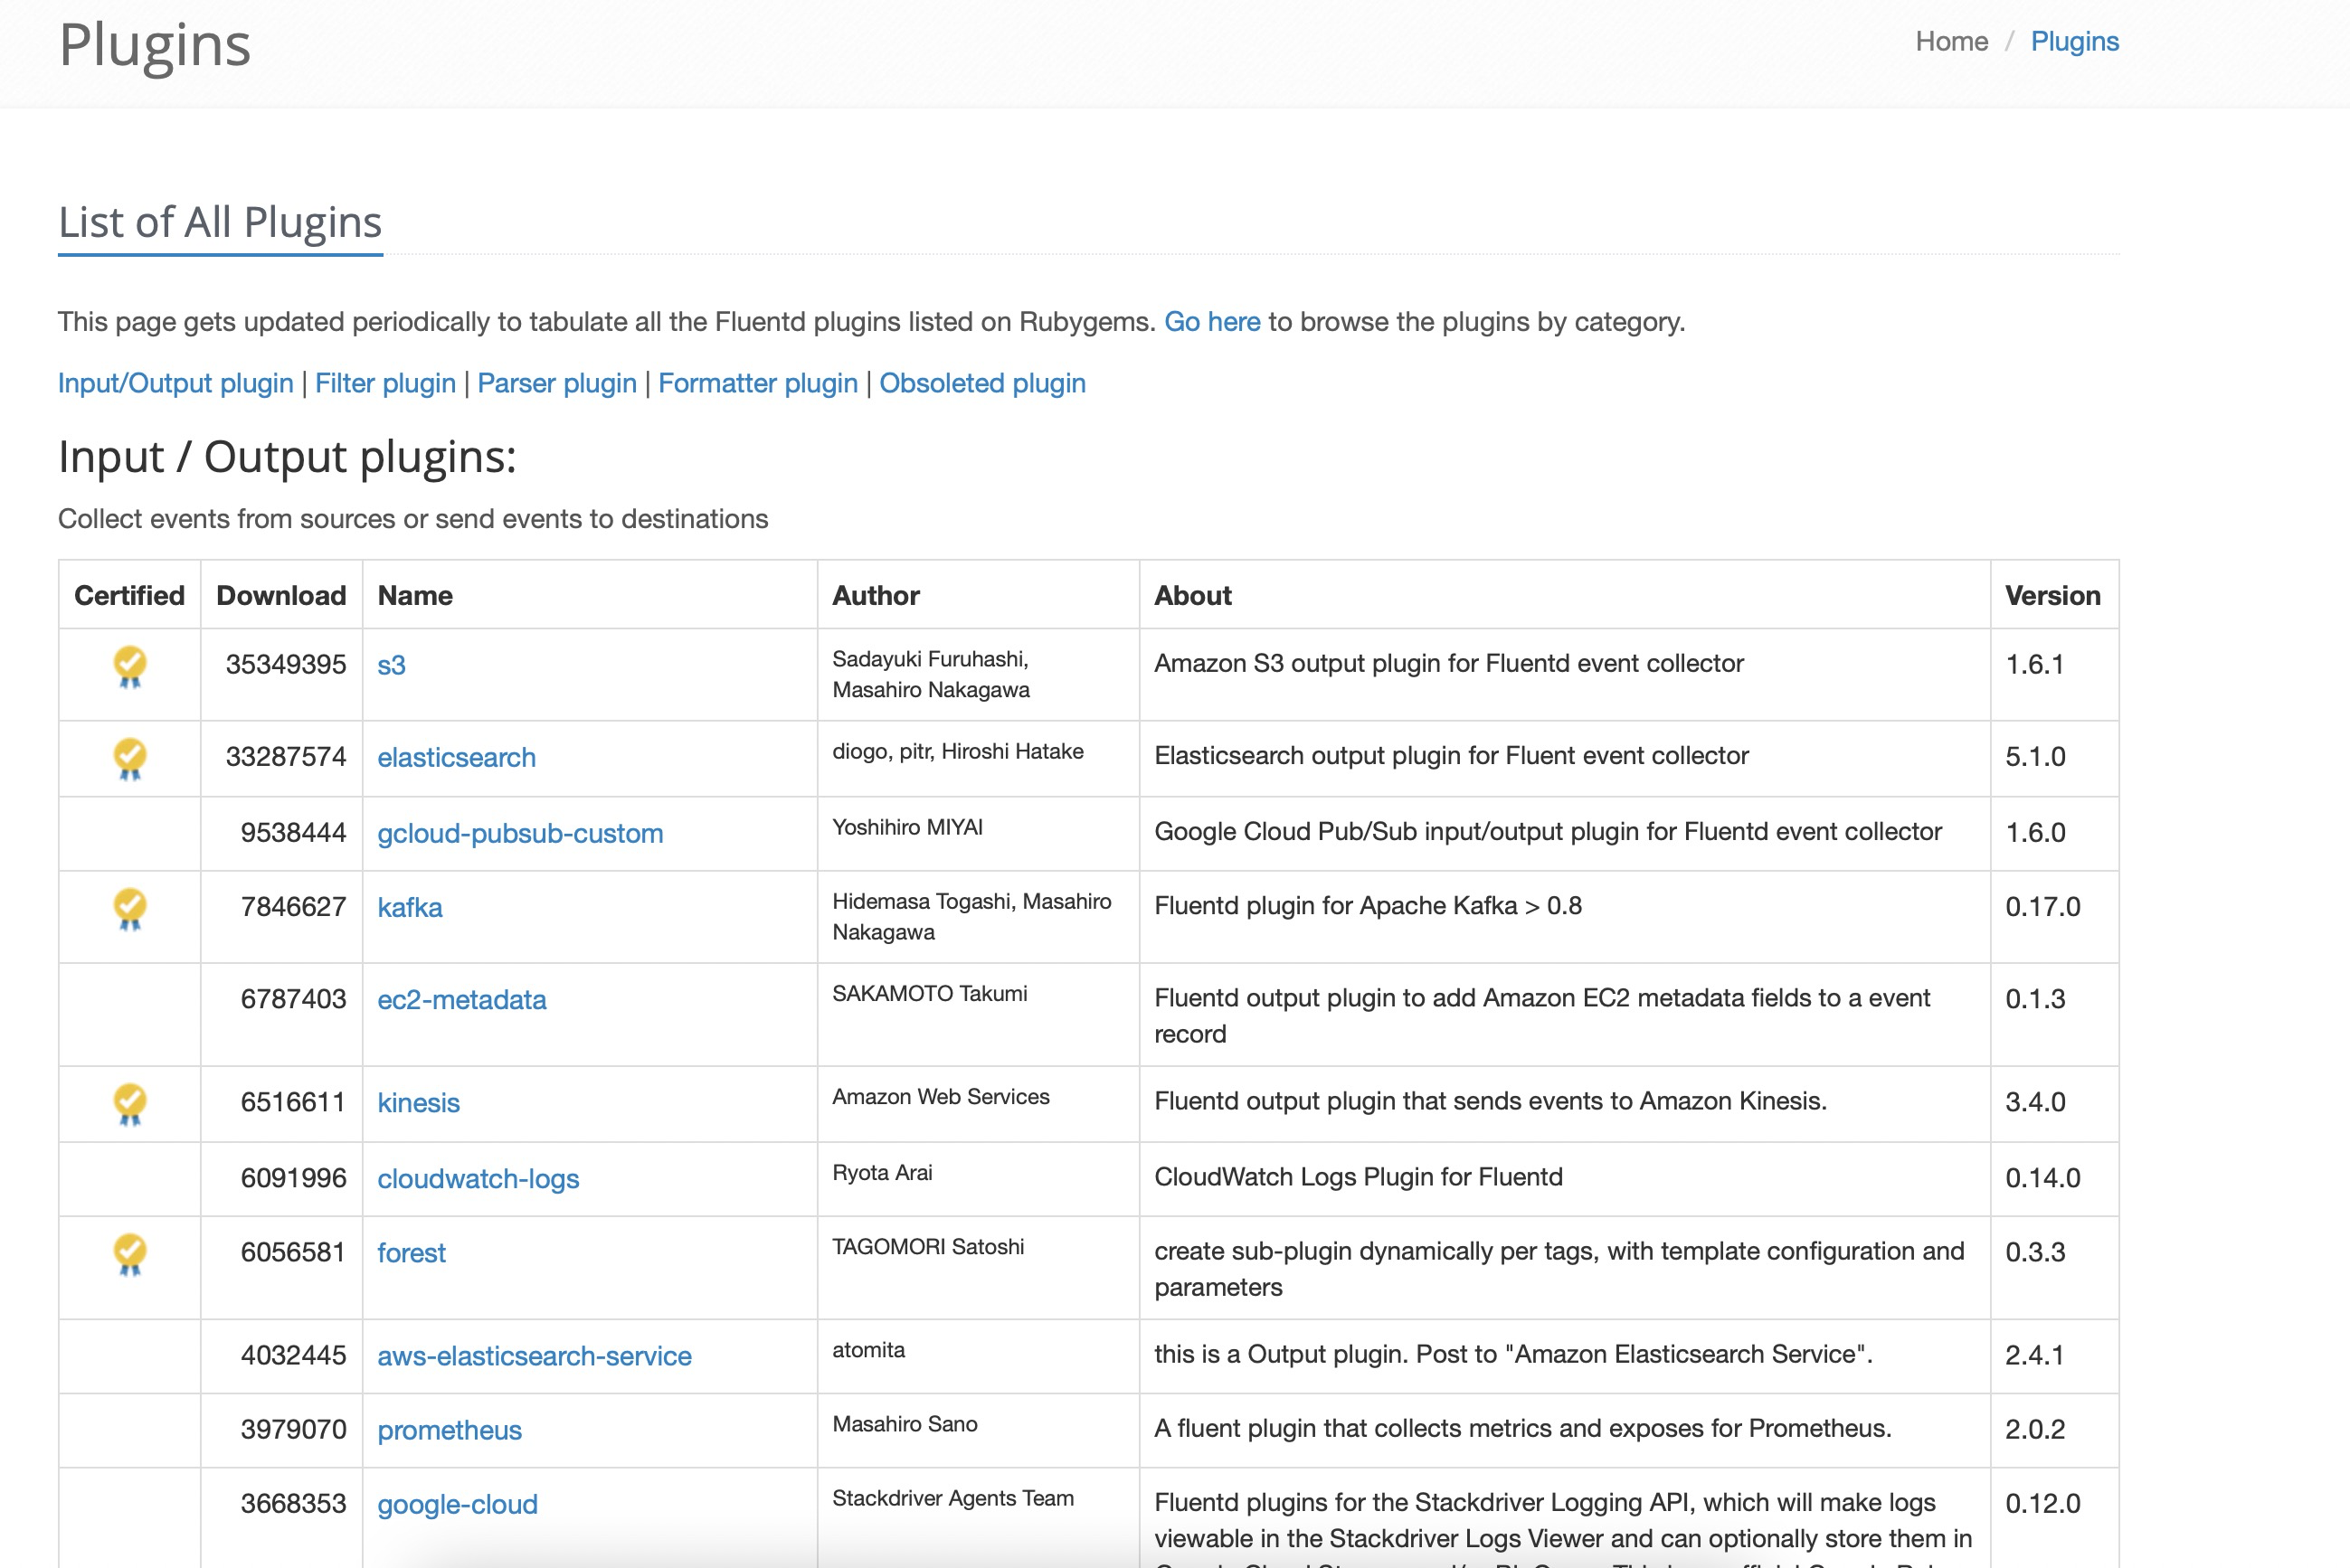 Plugins
Home / Plugins
List of All Plugins
This page gets updated periodically to tabulate all the Fluentd plugins listed on Rubygems. Go here to browse the plugins by category.
Input/Output plugin | Filter plugin | Parser plugin | Formatter plugin | Obsoleted plugin
Input / Output plugins:
Collect events from sources or send events to destinations
Certified Download Name Author About Version
35349395 s3 Sadayuki Furuhashi, Amazon S3 output plugin for Fluentd event collector 1.6.1
Masahiro Nakagawa
33287574 elasticsearch diogo, pitr, Hiroshi Hatake Elasticsearch output plugin for Fluent event collector 5.1.0
9538444 gcloud-pubsub-custom Yoshihiro MIYAI Google Cloud Pub/Sub input/output plugin for Fluentd event collector 1.6.0
7846627 kafka Hidemasa Togashi, Masahiro Fluentd plugin for Apache Kafka > 0.8 0.17.0
Nakagawa
6787403 ec2-metadata SAKAMOTO Takumi Fluentd output plugin to add Amazon EC2 metadata fields to a event 0.1.3
record
6516611 kinesis Amazon Web Services Fluentd output plugin that sends events to Amazon Kinesis. 3.4.0
6091996 cloudwatch-logs Ryota Arai CloudWatch Logs Plugin for Fluentd 0.14.0
6056581 forest TAGOMORI Satoshi create sub-plugin dynamically per tags, with template configuration and 0.3.3
parameters
4032445 aws-elasticsearch-service atomita this is a Output plugin. Post to "Amazon Elasticsearch Service". 2.4.1
3979070 prometheus Masahiro Sano A fluent plugin that collects metrics and exposes for Prometheus. 2.0.2
3668353 google-cloud Stackdriver Agents Team Fluentd plugins for the Stackdriver Logging API, which will make logs 0.12.0
viewable in the Stackdriver Logs Viewer and can optionally store them in